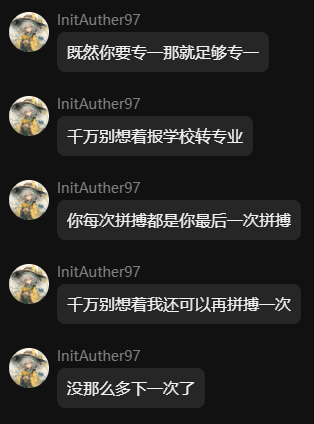 InitAuther97
既然你要专一那就足够专一
InitAuther97
千万别想着报学校转专业
InitAuther97
你每次拼搏都是你最后一次拼搏
InitAuther97
千万别想着我还可以再拼搏一次
InitAuther97
没那么多下一次了